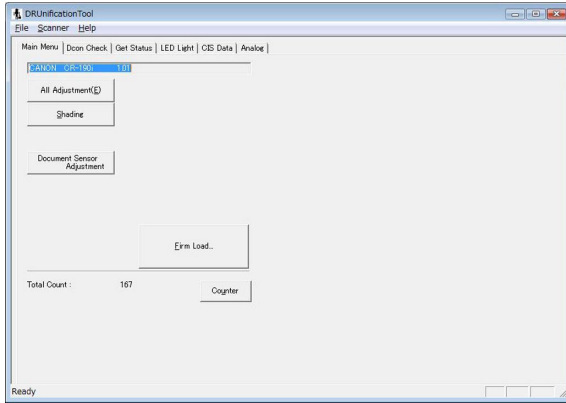 DRUnificationTool
File Scanner Help
Main Menu Dcon Check Get Status LED Light CIS Data Analog
CANON CR-190i 1.01
All Adjustment(E)
Shading
Document Sensor
Adjustment
Firm Load..
Total Count : 167
Counter
Ready